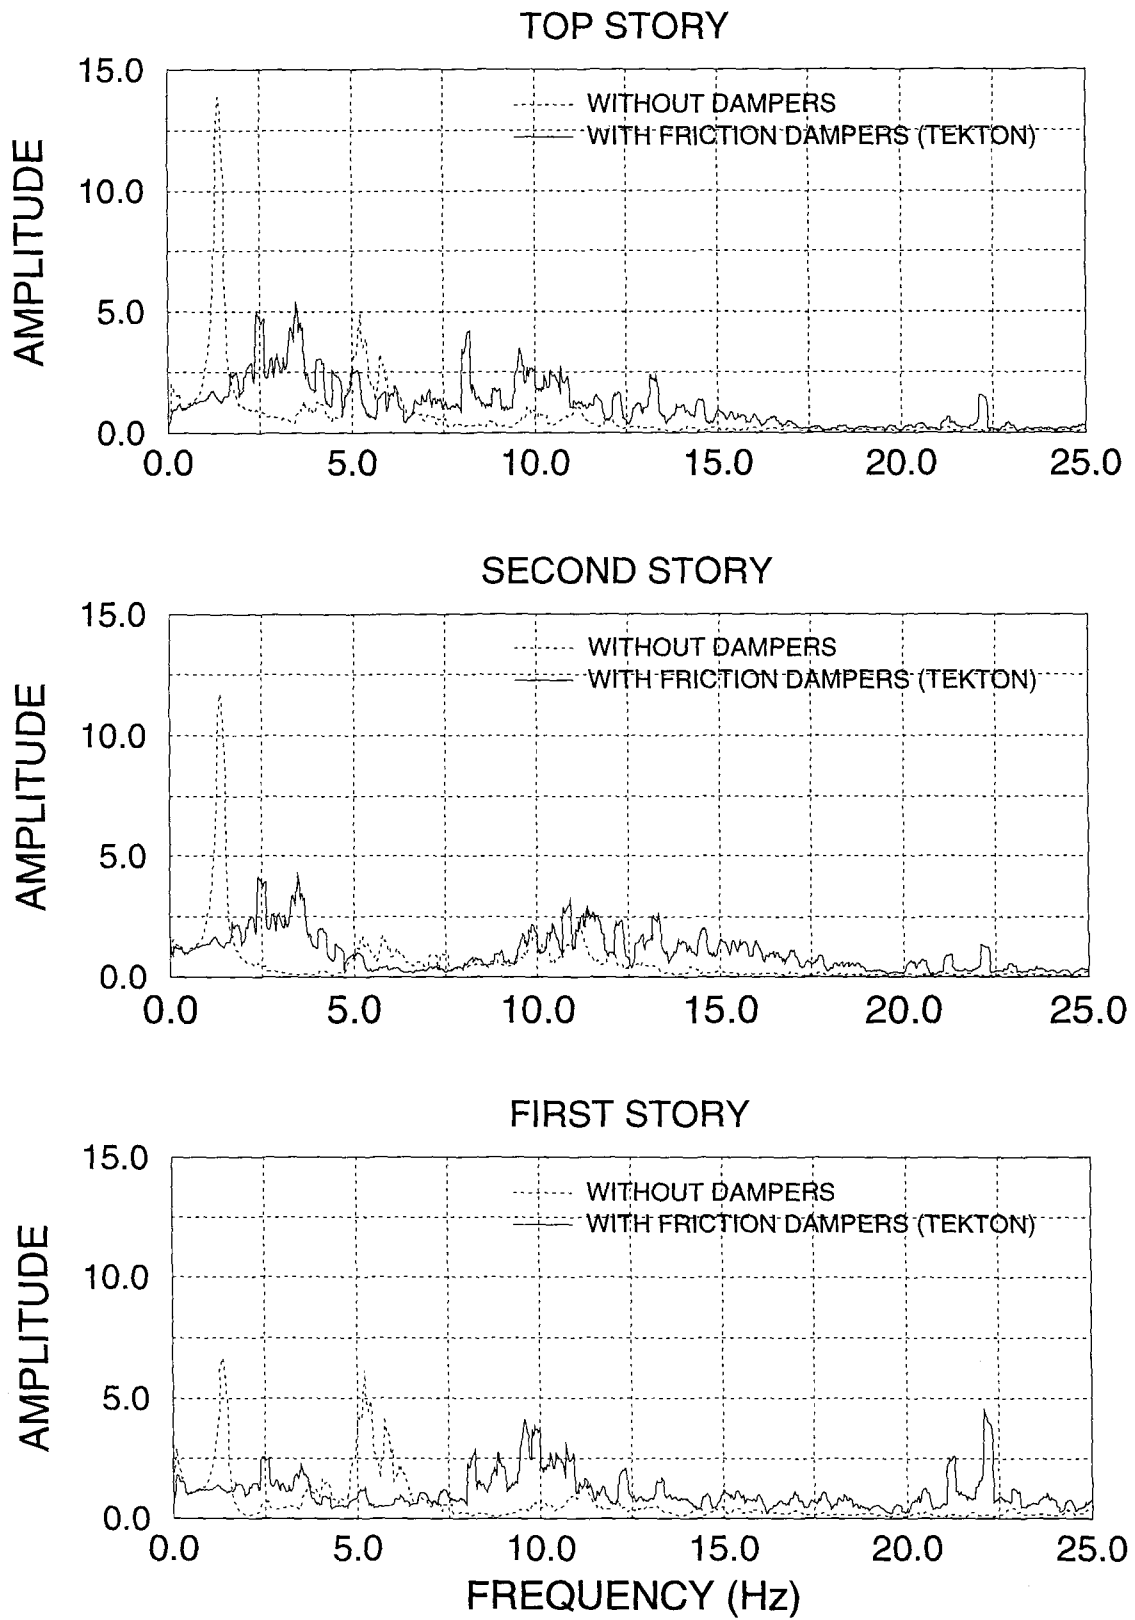 TOP STORY
AMPLITUDE
15.0
10.0
5.0
0.0
WITHOUT DAMPERS
WITH FRICTION DAMPERS (TEKTON)
0.0 5.0 10.0 15.0 20.0 25.0
SECOND STORY
AMPLITUDE
15.0
10.0
5.0
0.0
WITHOUT DAMPERS
WITH FRICTION DAMPERS (TEKTON)
0.0 5.0 10.0 15.0 20.0 25.0
FIRST STORY
AMPLITUDE
15.0
10.0
5.0
0.0
WITHOUT DAMPERS
WITH FRICTION DAMPERS (TEKTON)
0.0 5.0 10.0 15.0 20.0 25.0
FREQUENCY (Hz)